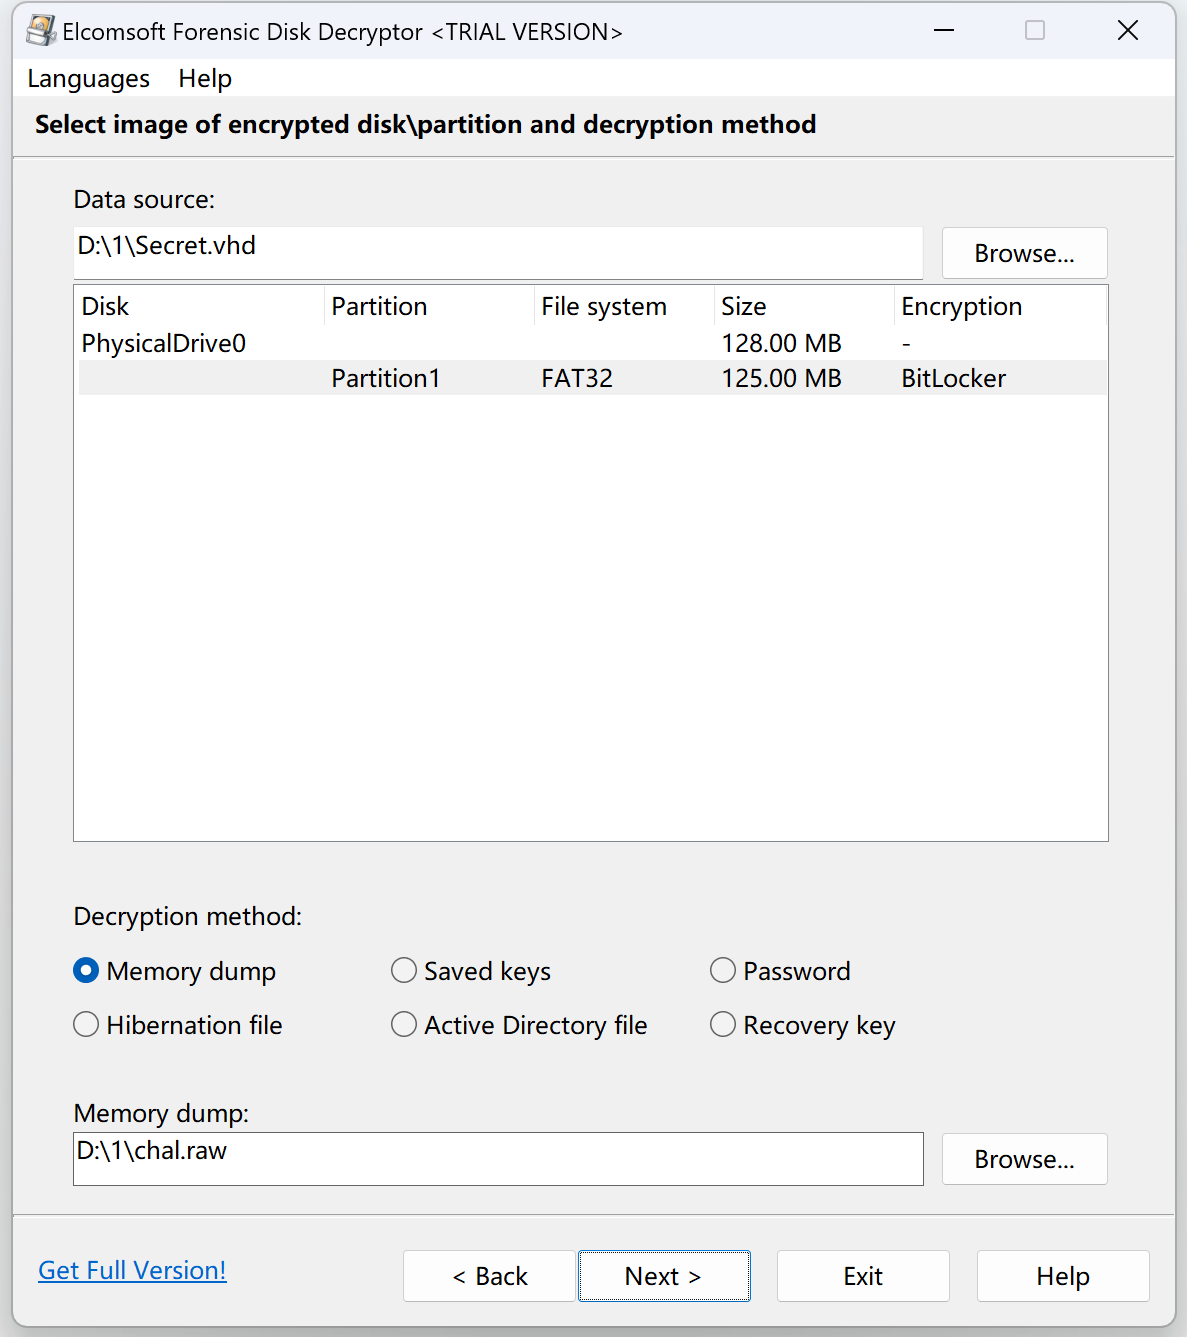 Elcomsoft Forensic Disk Decryptor <TRIAL VERSION>
Languages Help
Select image of encrypted disk\partition and decryption method
Data source:
D:\1\Secret.vhd Browse...
Disk Partition File system Size Encryption
PhysicalDrive0 128.00 MB -
Partition1 FAT32 125.00 MB BitLocker
Decryption method:
Memory dump Saved keys Password
Hibernation file Active Directory file Recovery key
Memory dump:
D:\1\chal.raw Browse...
Get Full Version! < Back Next > Exit Help